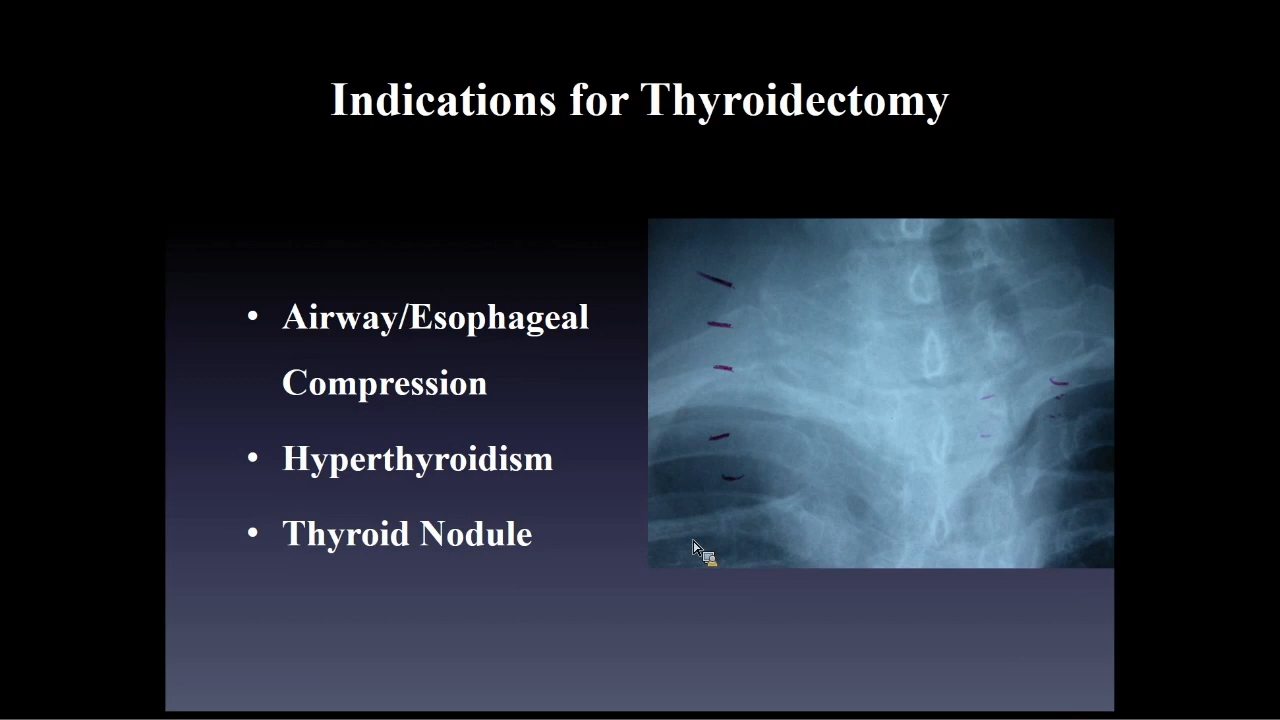 Indications for Thyroidectomy
• Airway/Esophageal
Compression
• Hyperthyroidism
• Thyroid Nodule